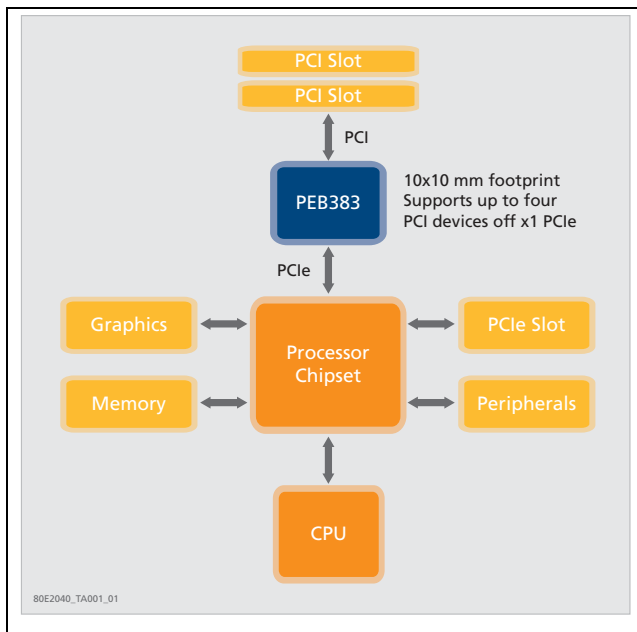 PCI Slot
PCI Slot
PCI
PEB383
10x10 mm footprint
Supports up to four
PCI devices off x1 PCIe
PCIe
Graphics
PCIe Slot
Processor
Chipset
Memory
Peripherals
CPU
80E2040_TA001_01